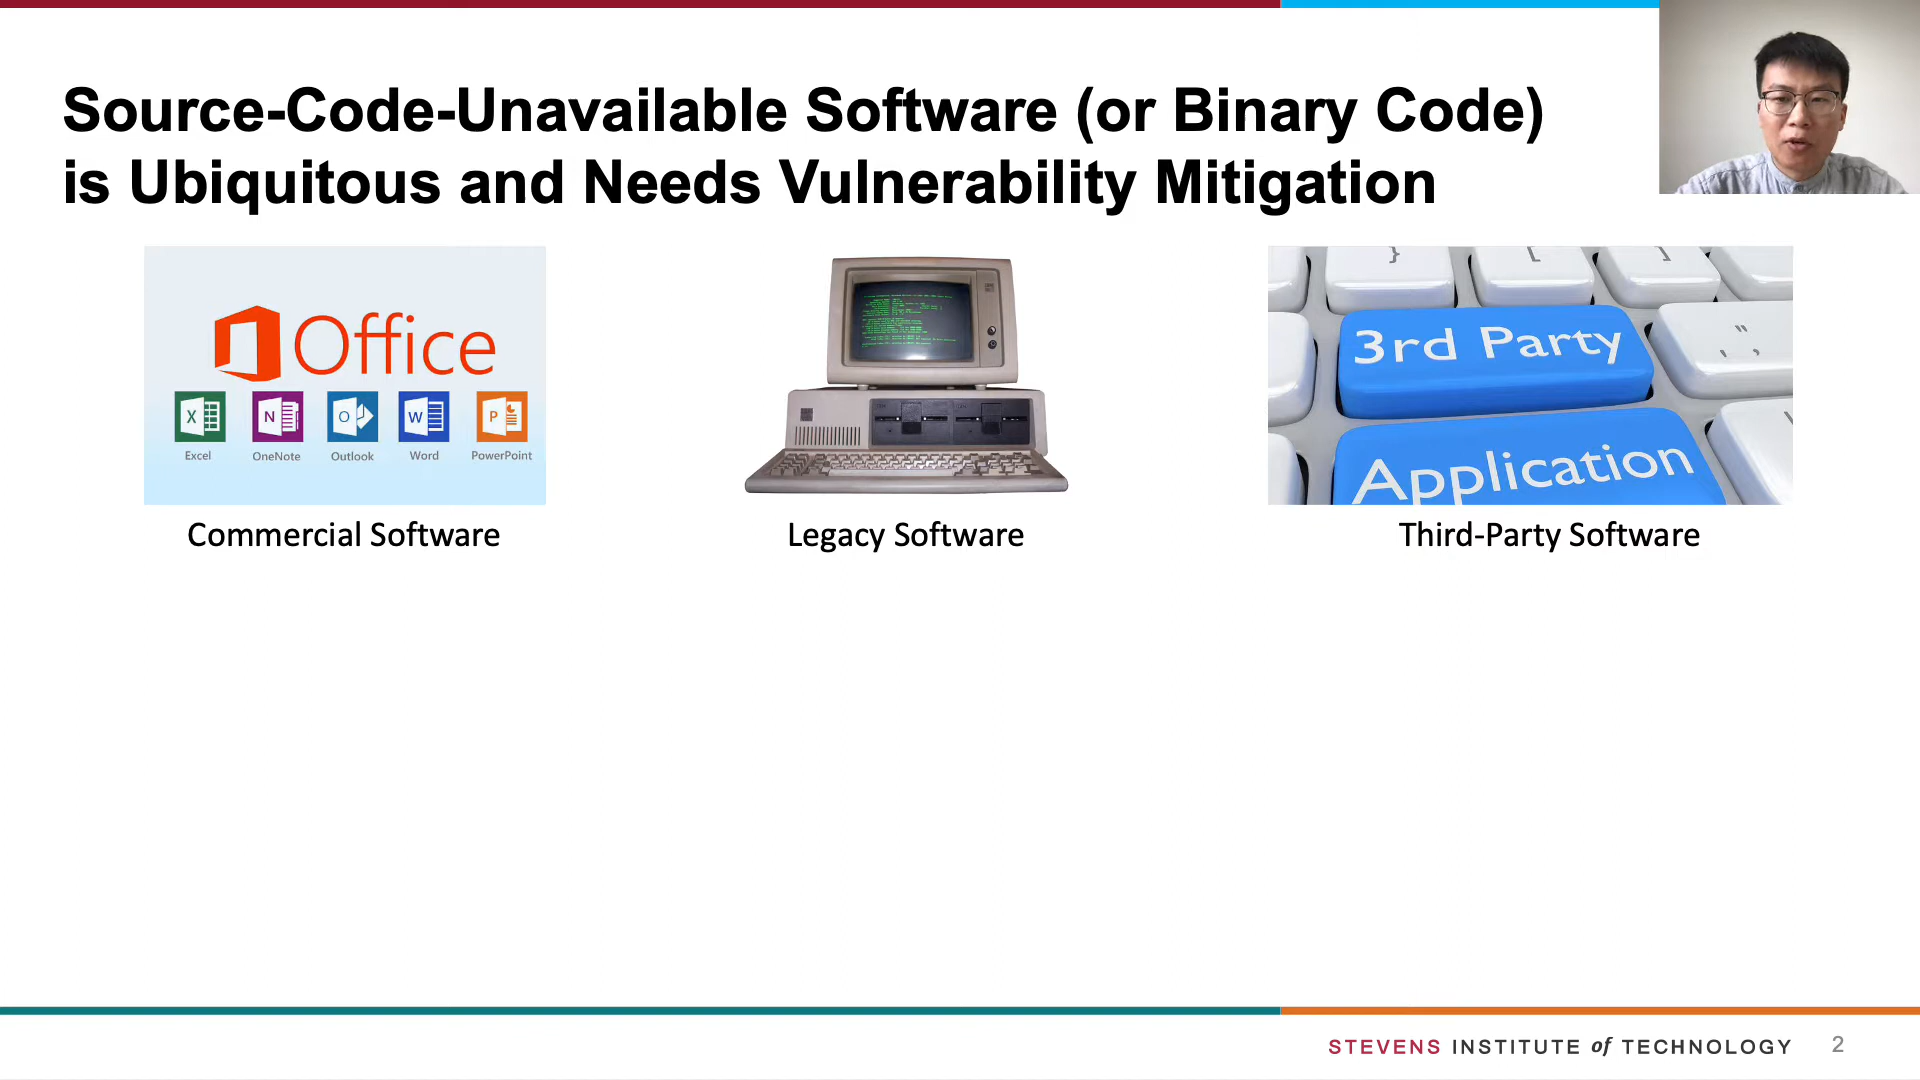 Source-Code-Unavailable Software (or Binary Code)
is Ubiquitous and Needs Vulnerability Mitigation
Office
Excel
OneNote
Outlook
Word
PowerPoint
3rd Party
Application
Commercial Software
Legacy Software
Third-Party Software
STEVENS INSTITUTE of TECHNOLOGY
2